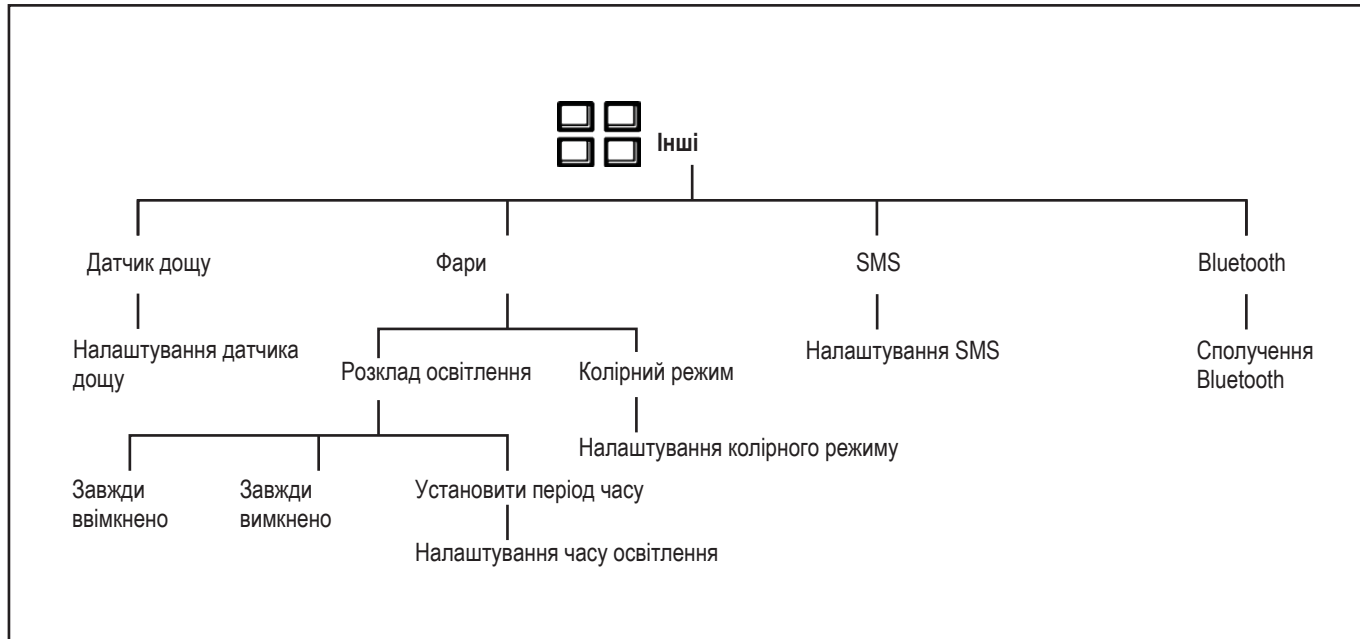 Інші
Датчик дощу
Фари
SMS
Bluetooth
Налаштування датчика
дощу
Розклад освітлення
Колірний режим
Налаштування SMS
Сполучення
Bluetooth
Налаштування колірного режиму
Завжди
ввімкнено
Завжди
вимкнено
Установити період часу
Налаштування часу освітлення